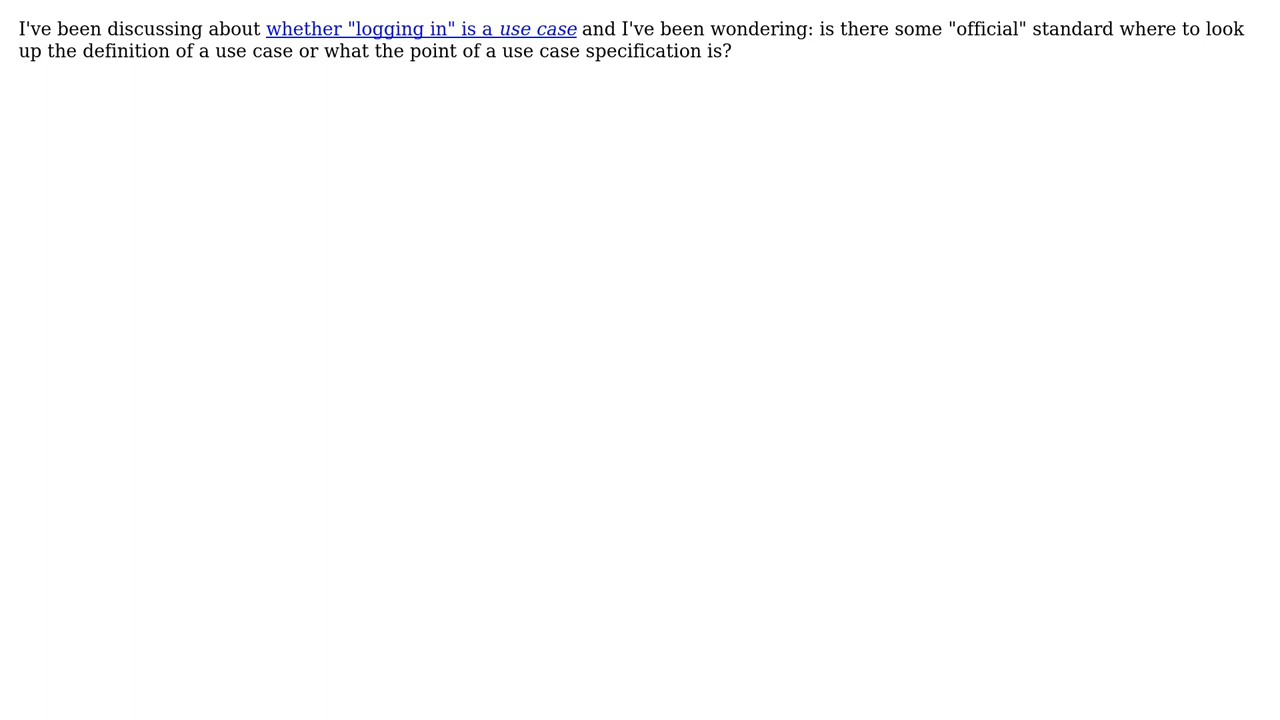 I've been discussing about whether "logging in" is a use case and I've been wondering: is there some "official" standard where to look
up the definition of a use case or what the point of a use case specification is?